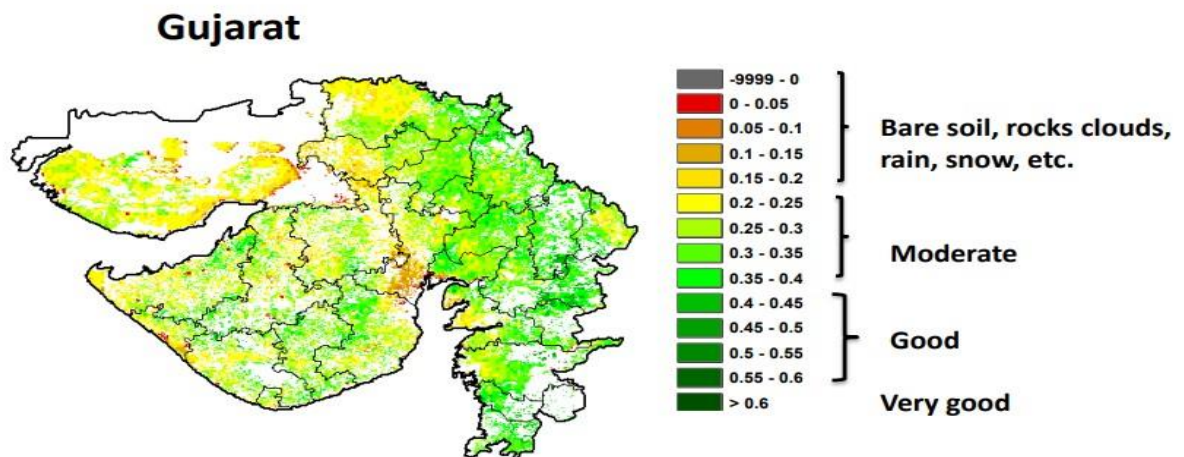 Gujarat
-9999 - 0
0 - 0.05
0.05 - 0.1
0.1 - 0.15
0.15 - 0.2
0.2 - 0.25
0.25 - 0.3
0.3 - 0.35
0.35 - 0.4
0.4 - 0.45
0.45 - 0.5
0.5 - 0.55
0.55 - 0.6
> 0.6
Bare soil, rocks clouds,
rain, snow, etc.
Moderate
Good
Very good